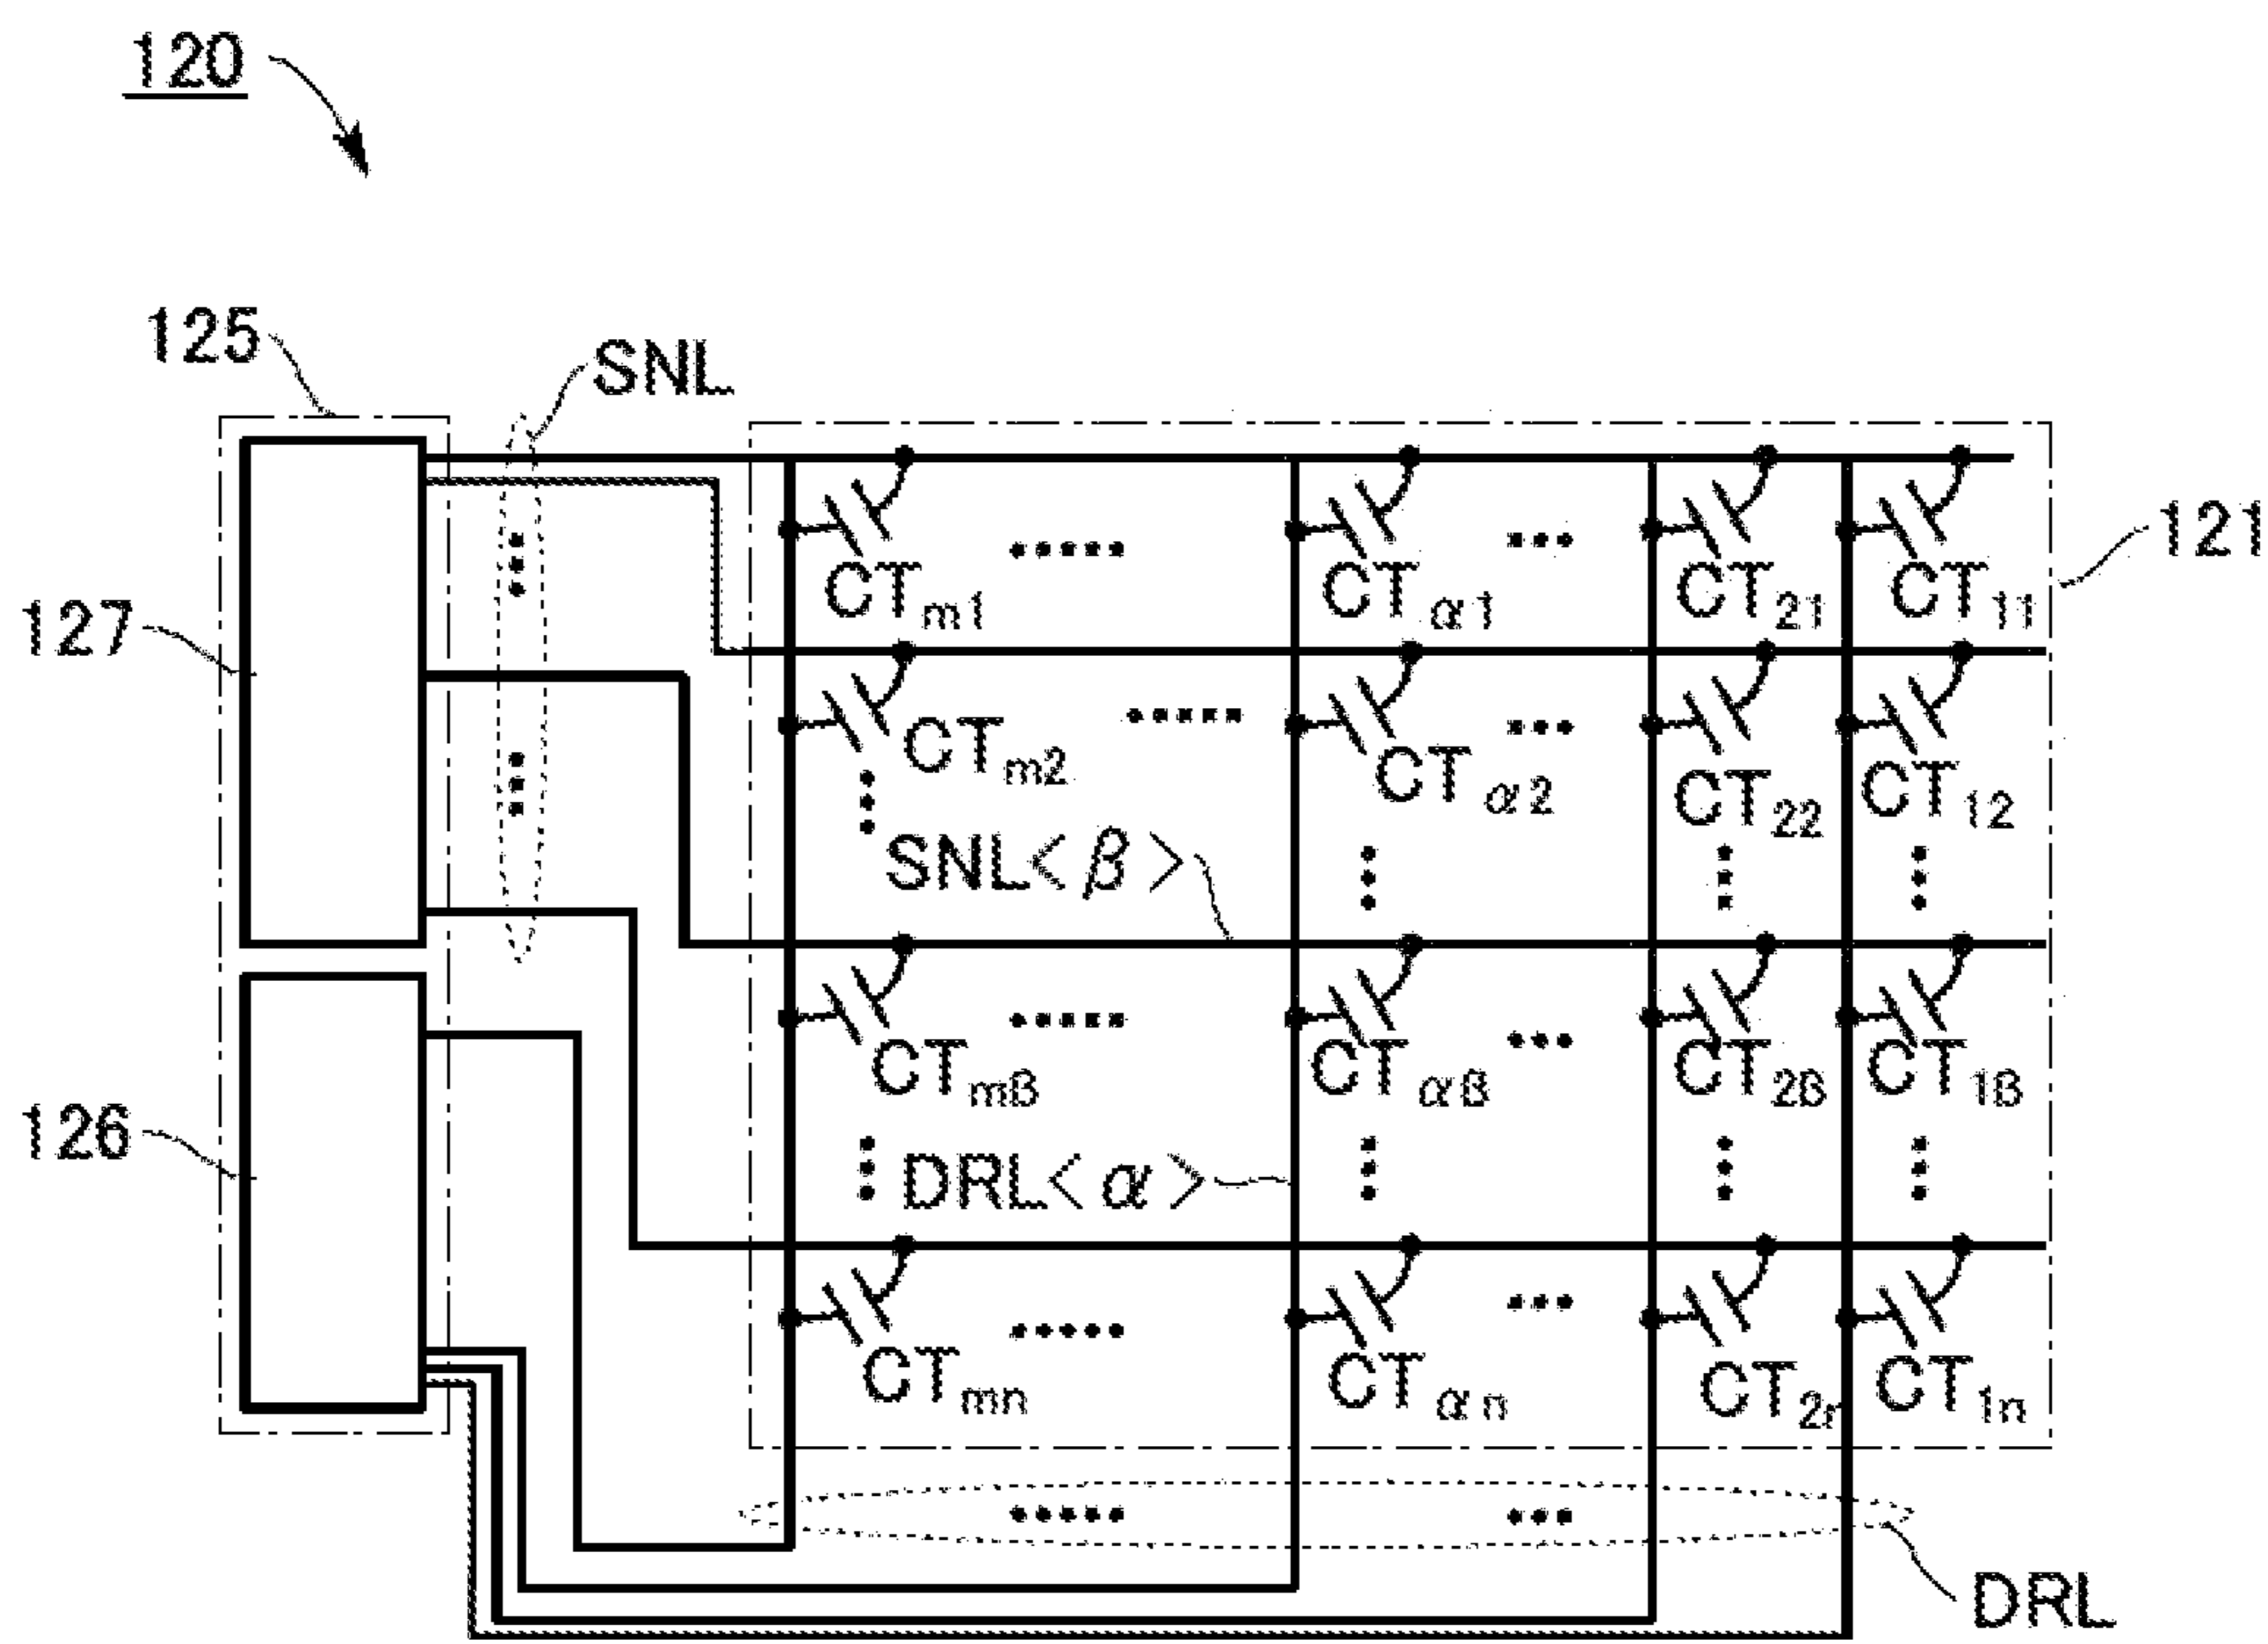 120
125
SNL
121
CTm1
CTα1
CT21
CT11
127
CTm2
CTα2
CT22
CT12
SNL<β>
CTmβ
CTαβ
CT2β
CT1β
126
DRL<α>
CTmn
CTαn
CT2n
CT1n
DRL